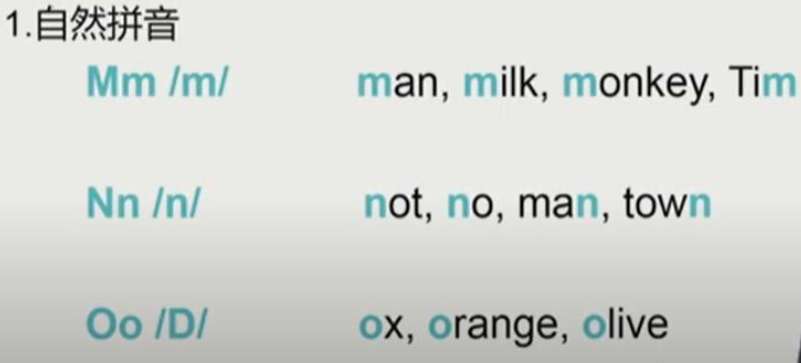 1.自然拼音
Mm /m/ man, milk, monkey, Tim
Nn /n/ not, no, man, town
Oo /D/ ox, orange, olive